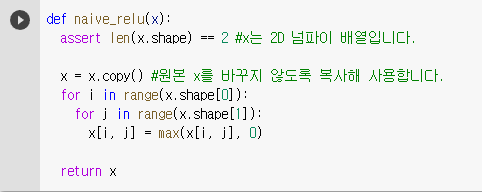 def naive_relu(x):
  assert len(x.shape) == 2 #x는 2D 넘파이 배열입니다.

  x = x.copy() #원본 x를 바꾸지 않도록 복사해 사용합니다.
  for i in range(x.shape[0]):
    for j in range(x.shape[1]):
      x[i, j] = max(x[i, j], 0)

  return x